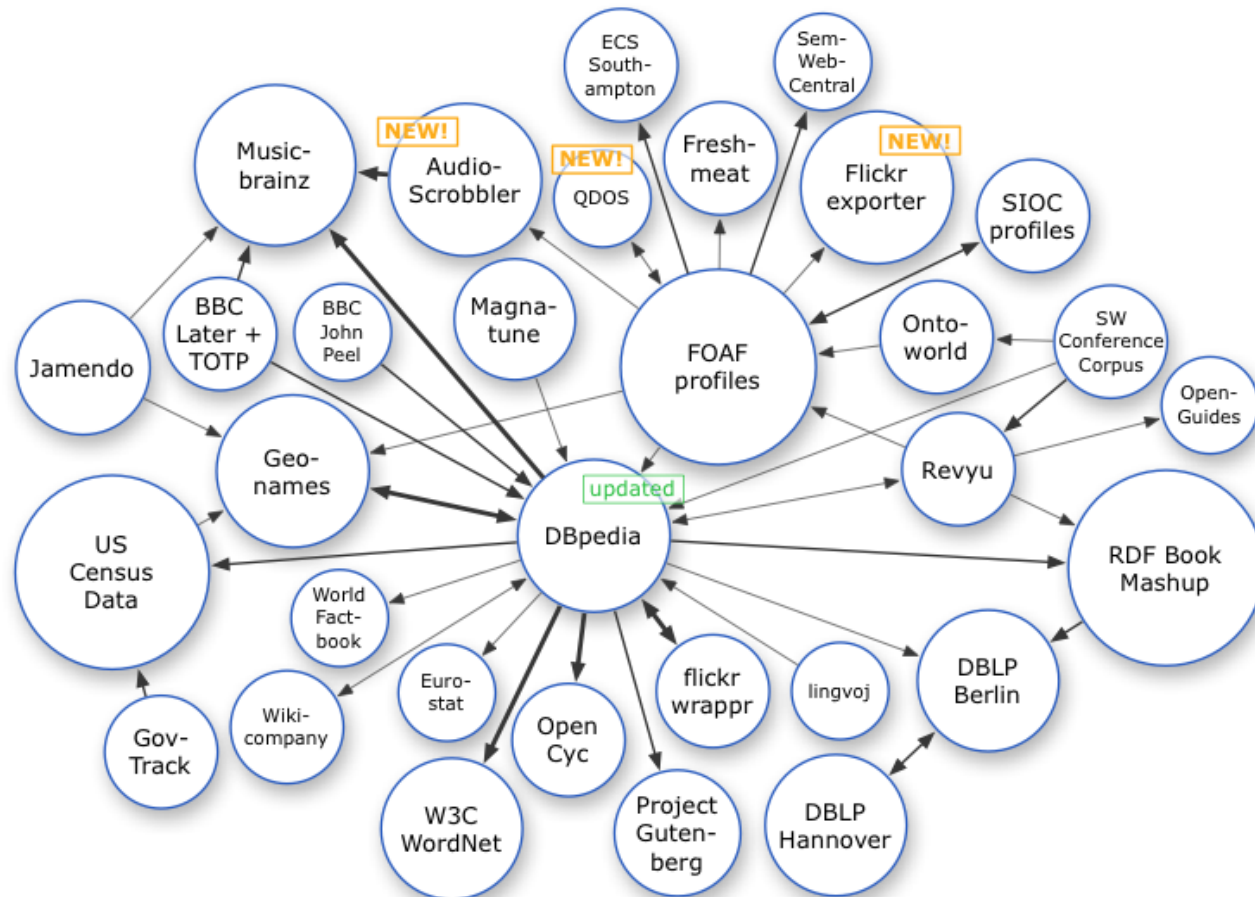 ECS
South-
ampton
Sem-
Web-
Central
NEW!
Music-
brainz
Audio-
Scrobbler
NEW!
QDOS
Fresh-
meat
NEW!
Flickr
exporter
SIOC
profiles
Jamendo
BBC
Later +
TOTP
BBC
John
Peel
Magna-
tune
FOAF
profiles
Onto-
world
SW
Conference
Corpus
Open-
Guides
Geo-
names
Revyu
updated
DBpedia
US
Census
Data
RDF Book
Mashup
World
Fact-
book
Wiki-
company
Euro-
stat
Open
Cyc
flickr
wrappr
lingvoj
DBLP
Berlin
Gov-
Track
W3C
WordNet
Project
Guten-
berg
DBLP
Hannover